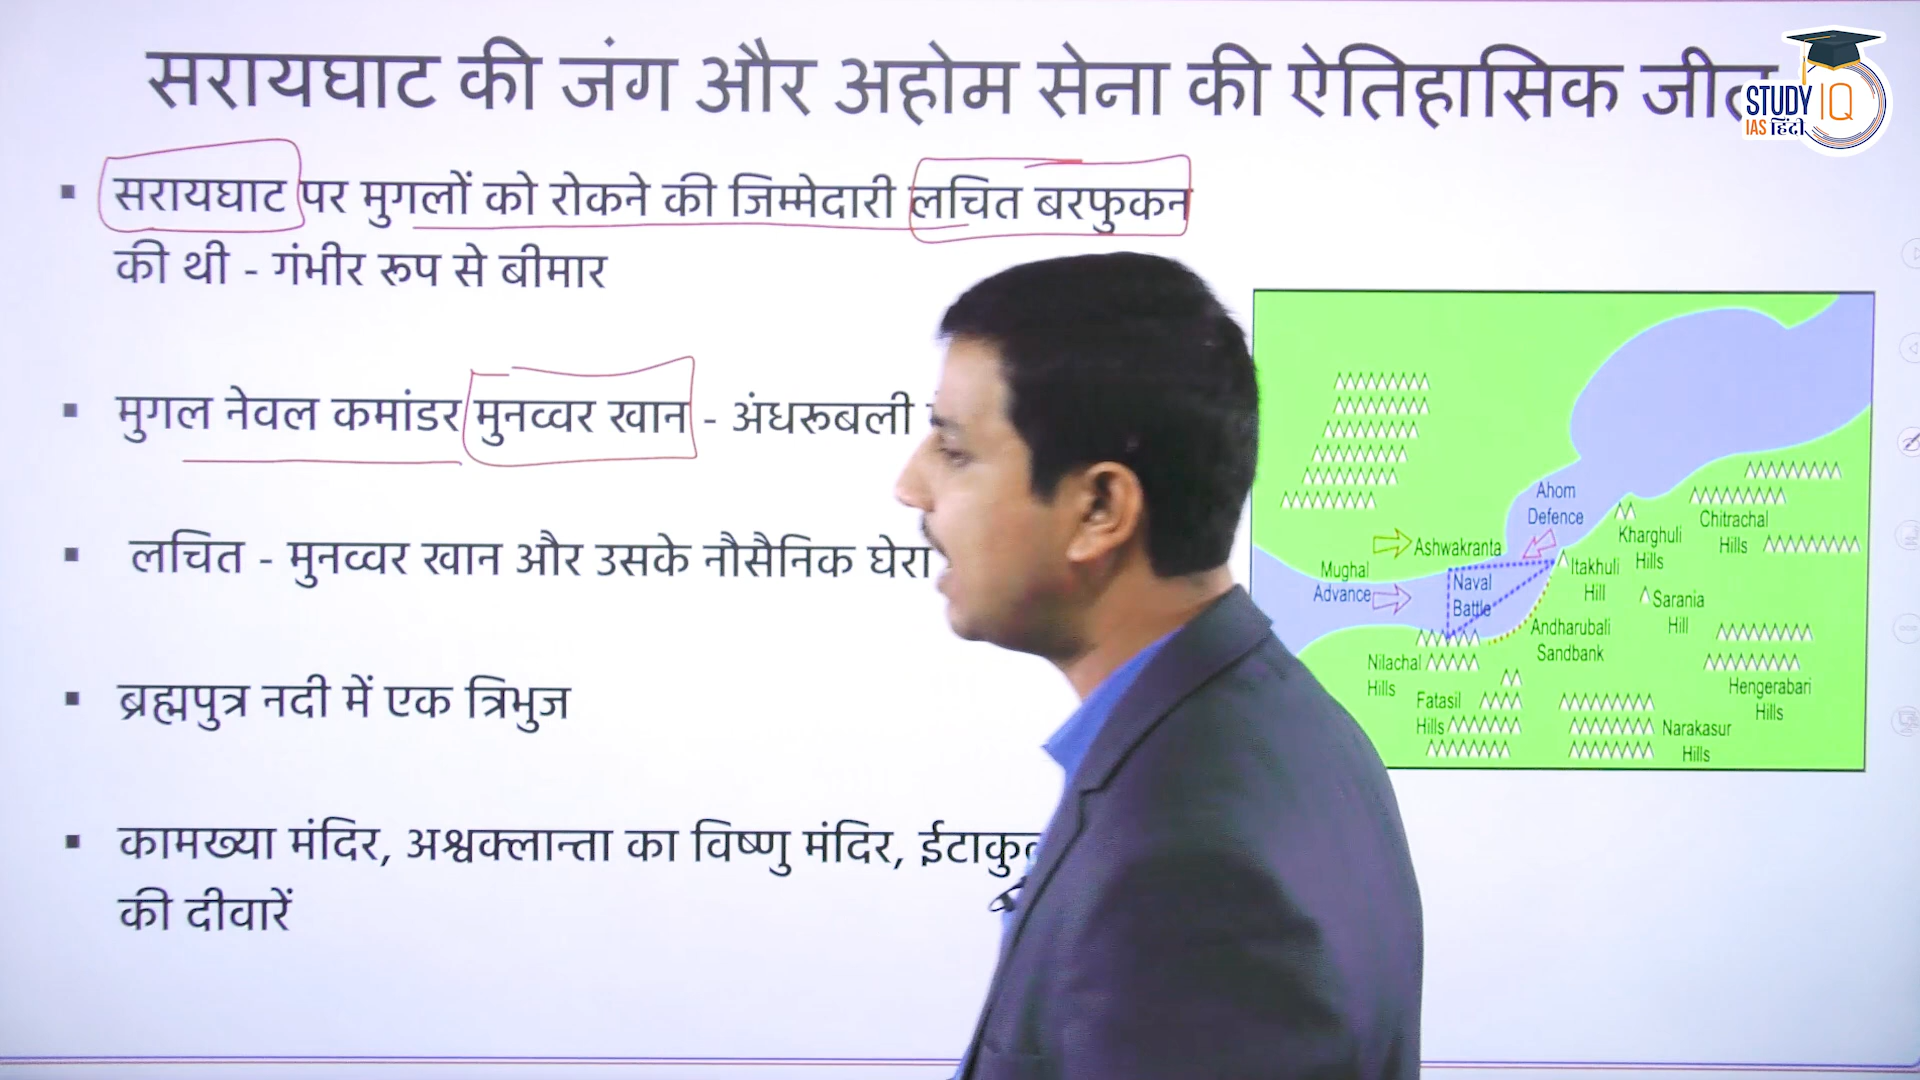 सरायघाट की जंग और अहोम सेना की ऐतिहासिक
STUDY IQ
IAS हिंदी
सरायघाट पर मुगलों को रोकने की जिम्मेदारी लचित बरफुकन
की थी - गंभीर रूप से बीमार
मुगल नेवल कमांडर मुनव्वर खान - अंधरूबली
लचित - मुनव्वर खान और उसके नौसैनिक घेरा
ब्रह्मपुत्र नदी में एक त्रिभुज
कामख्या मंदिर, अश्वक्लान्ता का विष्णु मंदिर,
की दीवारें
Ahom
Defence
Ashwakranta
Mughal
Advance
Naval
Battle
Kharghuli
Hills
Chitrachal
Hills
Itakhuli
Hill
Sarania
Hill
Andharubali
Sandbank
Nilachal
Hills
Fatasil
Hills
Hengerabari
Hills
Narakasur
Hills